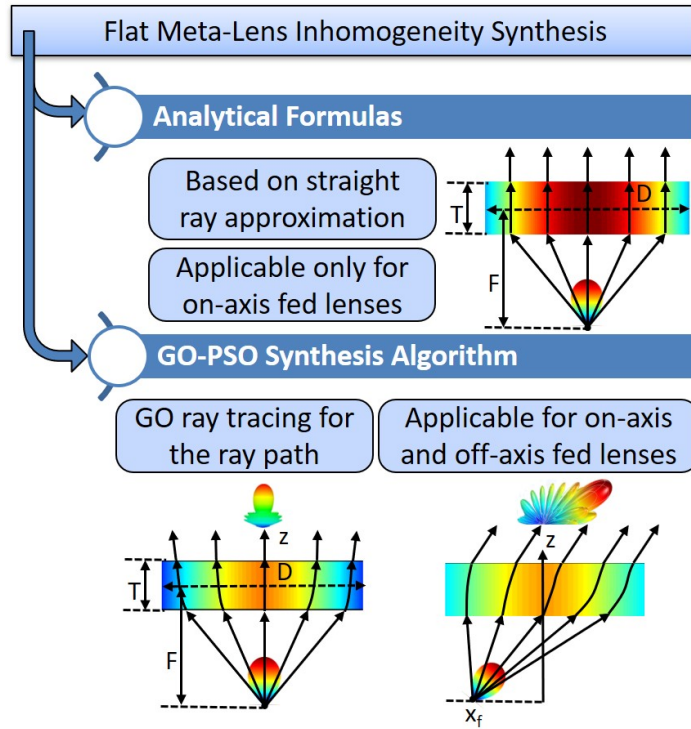 Flat Meta-Lens Inhomogeneity Synthesis
Analytical Formulas
Based on straight
ray approximation
Applicable only for
on-axis fed lenses
T
D
F
GO-PSO Synthesis Algorithm
GO ray tracing for
the ray path
Applicable for on-axis
and off-axis fed lenses
z
T
D
F
z
x_f